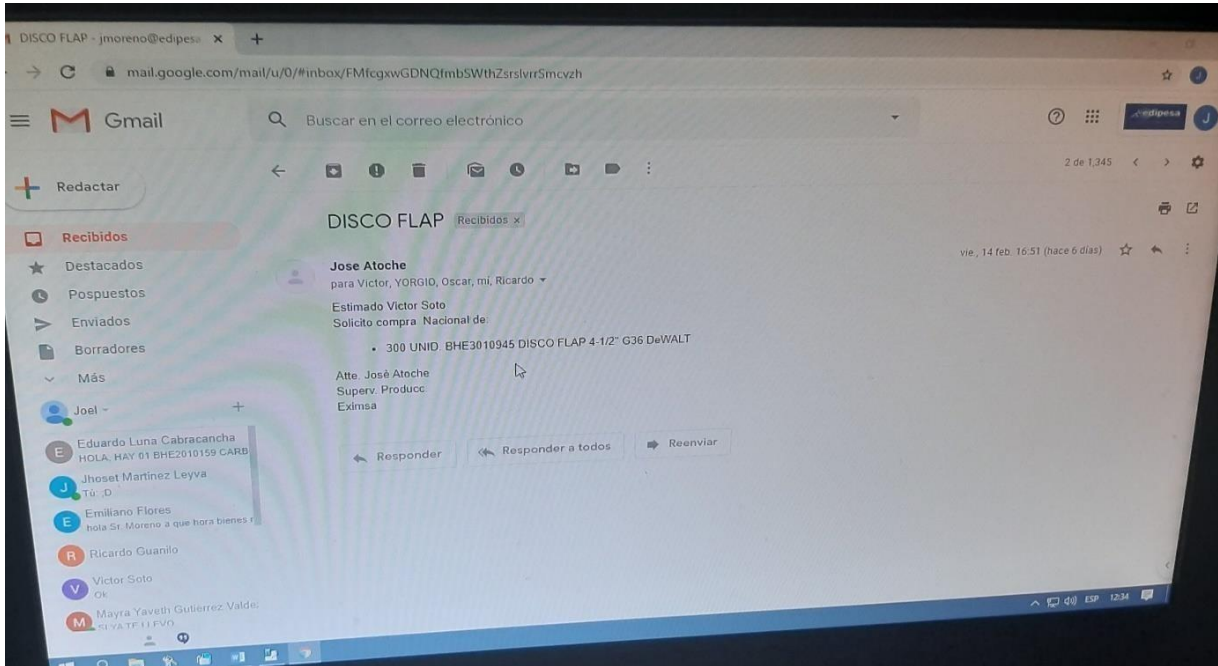 DISCO FLAP - jmoreno@edipesa
mail.google.com/mail/u/0/#inbox/FMfcgxwGDNQfmbSWthZsrslvrrSmcvzh
Gmail
Buscar en el correo electrónico
edipesa
J
Redactar
2 de 1,345
DISCO FLAP Recibidos ×
Recibidos
vie., 14 feb. 16:51 (hace 6 días)
Destacados
Jose Atoche
para Victor, YORGIO, Oscar, mí, Ricardo
Pospuestos
Estimado Victor Soto
Enviados
Solicito compra Nacional de:
Borradores
• 300 UNID. BHE3010945 DISCO FLAP 4-1/2" G36 DeWALT
Más
Atte. José Atoche
Superv. Producc.
Eximsa
Joel
Responder
Responder a todos
Reenviar
E
Eduardo Luna Cabracancha
HOLA, HAY 01 BHE2010159 CARB
J
Jhoset Martinez Leyva
Tú: ;D
E
Emiliano Flores
hola Sr. Moreno a que hora bienes
R
Ricardo Guanilo
V
Victor Soto
Ok
M
Mayra Yaveth Gutierrez Valde
SI YA TE LLEVO
ESP
12:34